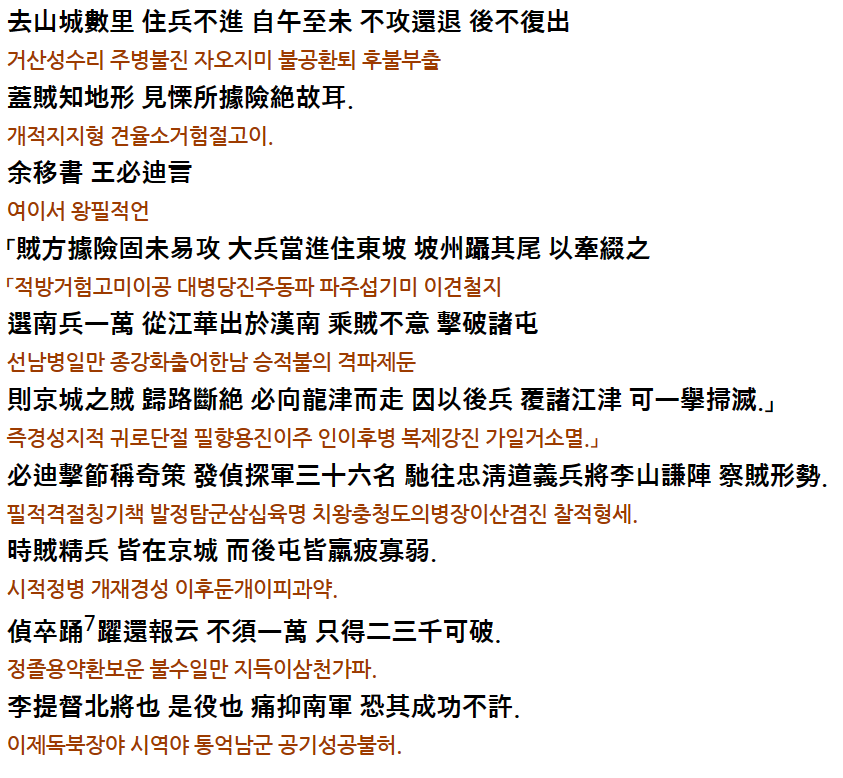 去山城數里 住兵不進 自午至未 不攻還退 後不復出
거산성수리 주병부진 자오지미 불공환퇴 후불부출
蓋賊知地形 見慄所據險絶故耳.
개적지지형 견율소거험절고이.
余移書 王必迪言
여이서 왕필적언
「賊方據險固未易攻 大兵當進住東坡 坡州躡其尾 以牽綴之
「적방거험고미이공 대병당진주동파 파주섭기미 이견철지
選南兵一萬 從江華出於漢南 乘賊不意 擊破諸屯
선남병일만 종강화출어한남 승적불의 격파제둔
則京城之賊 歸路斷絶 必向龍津而走 因以後兵 覆諸江津 可一擧掃滅.」
즉경성지적 귀로단절 필향용진이주 인이후병 복제강진 가일거소멸.」
必迪擊節稱奇策 發偵探軍三十六名 馳往忠淸道義兵將李山謙陣 察賊形勢.
필적격절칭기책 발정탐군삼십육명 치왕충청도의병장이산겸진 찰적형세.
時賊精兵 皆在京城 而後屯皆羸疲寡弱.
시적정병 개재경성 이후둔개이피과약.
偵卒踊7躍還報云 不須一萬 只得二三千可破.
정졸용약환보운 불수일만 지득이삼천가파.
李提督北將也 是役也 痛抑南軍 恐其成功不許.
이제독북장야 시역야 통억남군 공기성공불허.